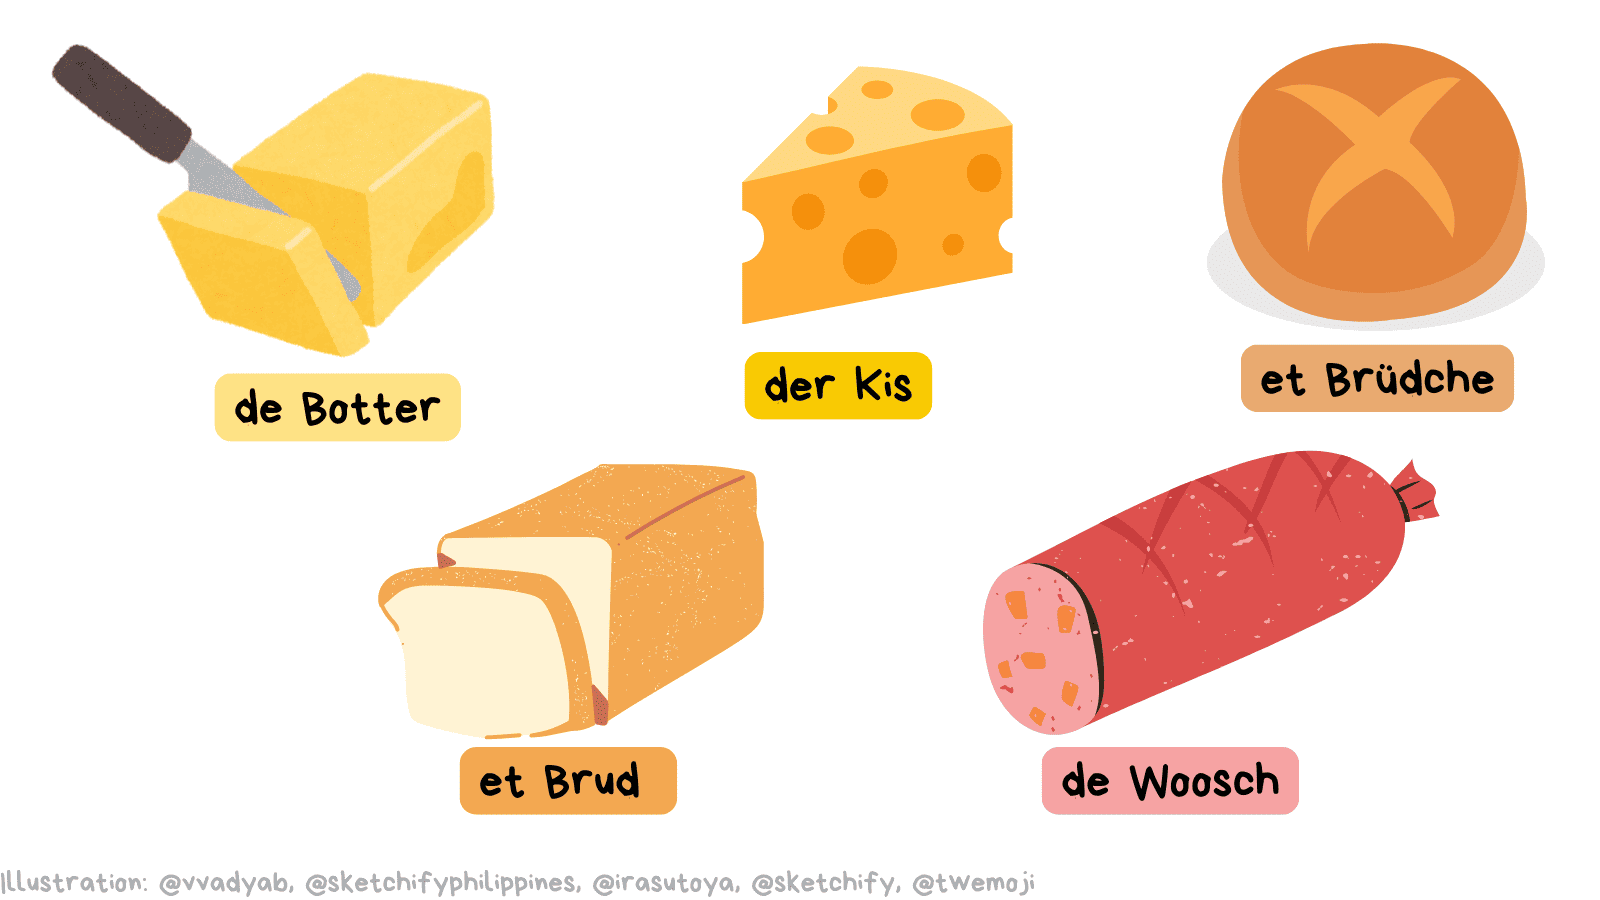 de Botter
der Kis
et Brüdche
et Brud
de Woosch
Illustration: @vvadyab, @sketchifyphilippines, @irasutoya, @sketchify, @twemoji